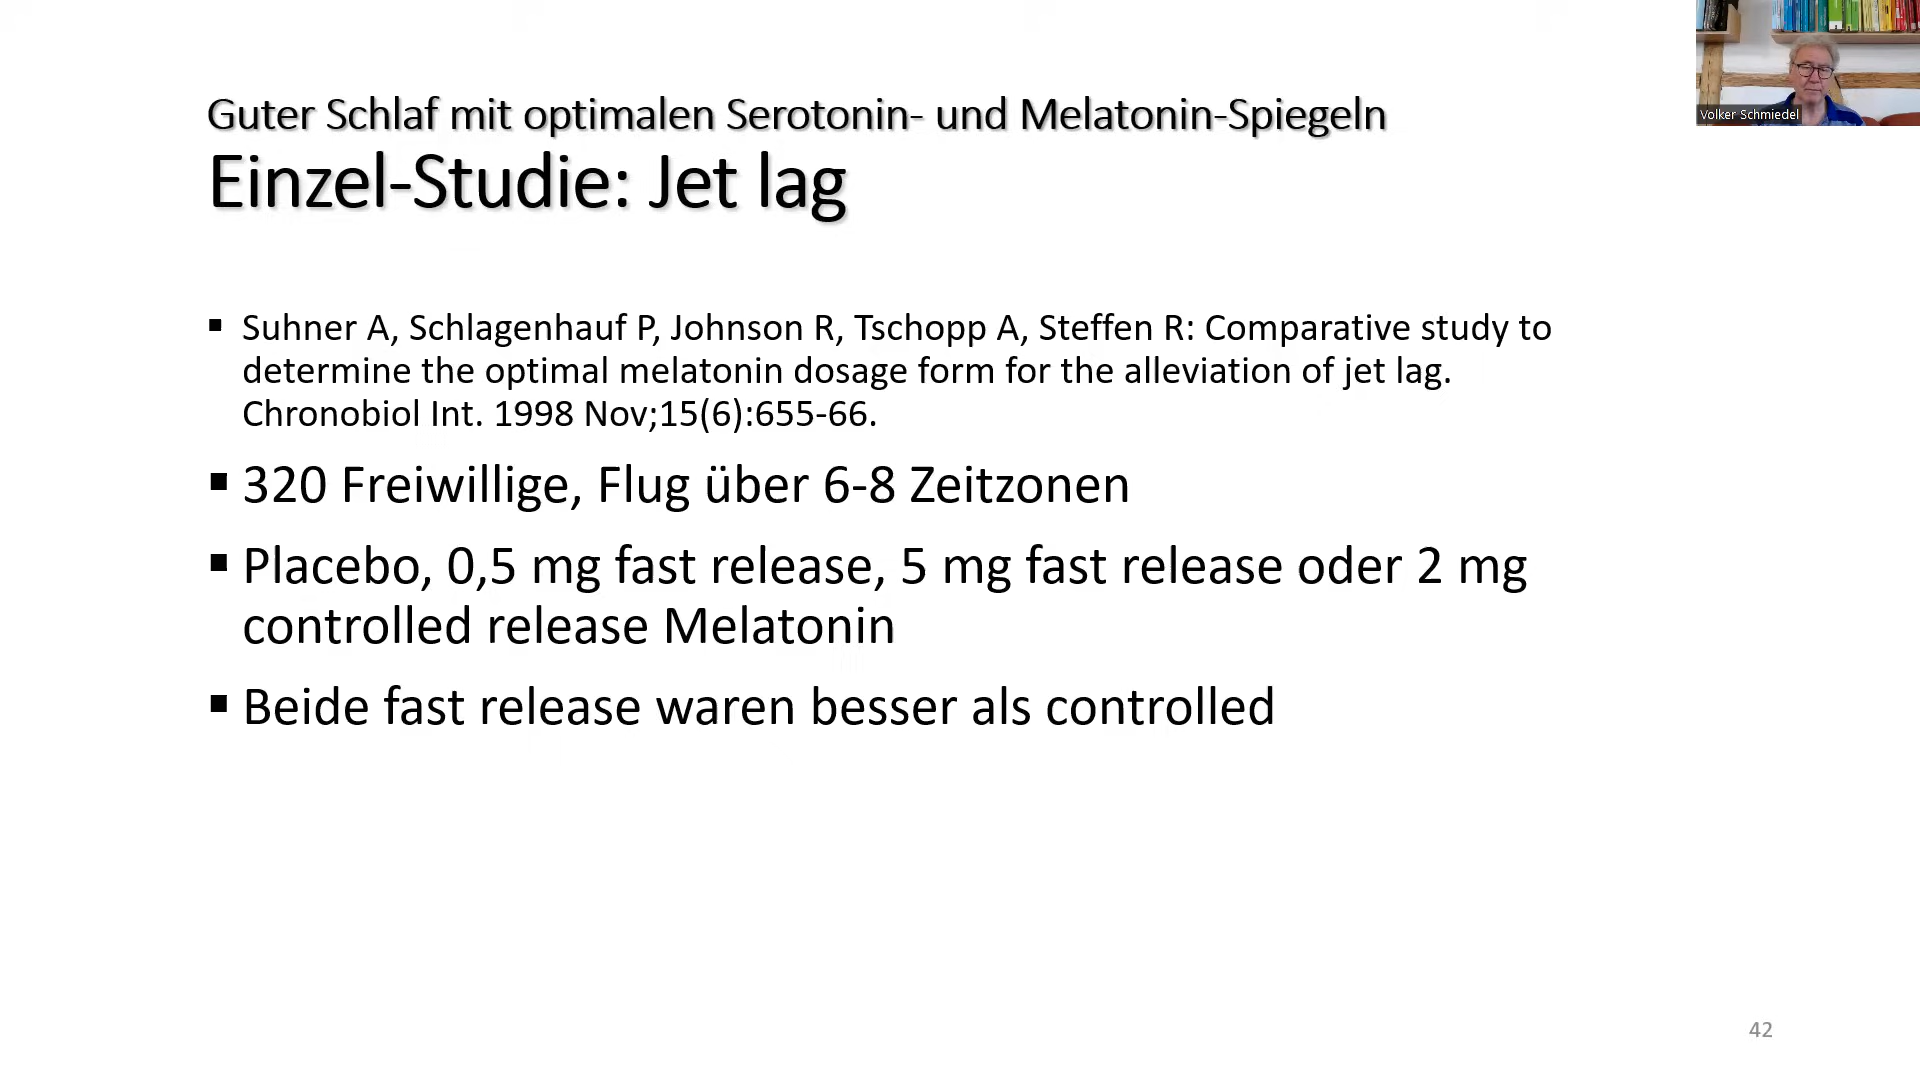 Volker Schmiedel
Guter Schlaf mit optimalen Serotonin- und Melatonin-Spiegeln
Einzel-Studie: Jet lag
▪ Suhner A, Schlagenhauf P, Johnson R, Tschopp A, Steffen R: Comparative study to
determine the optimal melatonin dosage form for the alleviation of jet lag.
Chronobiol Int. 1998 Nov;15(6):655-66.
▪ 320 Freiwillige, Flug über 6-8 Zeitzonen
▪ Placebo, 0,5 mg fast release, 5 mg fast release oder 2 mg
controlled release Melatonin
▪ Beide fast release waren besser als controlled
42